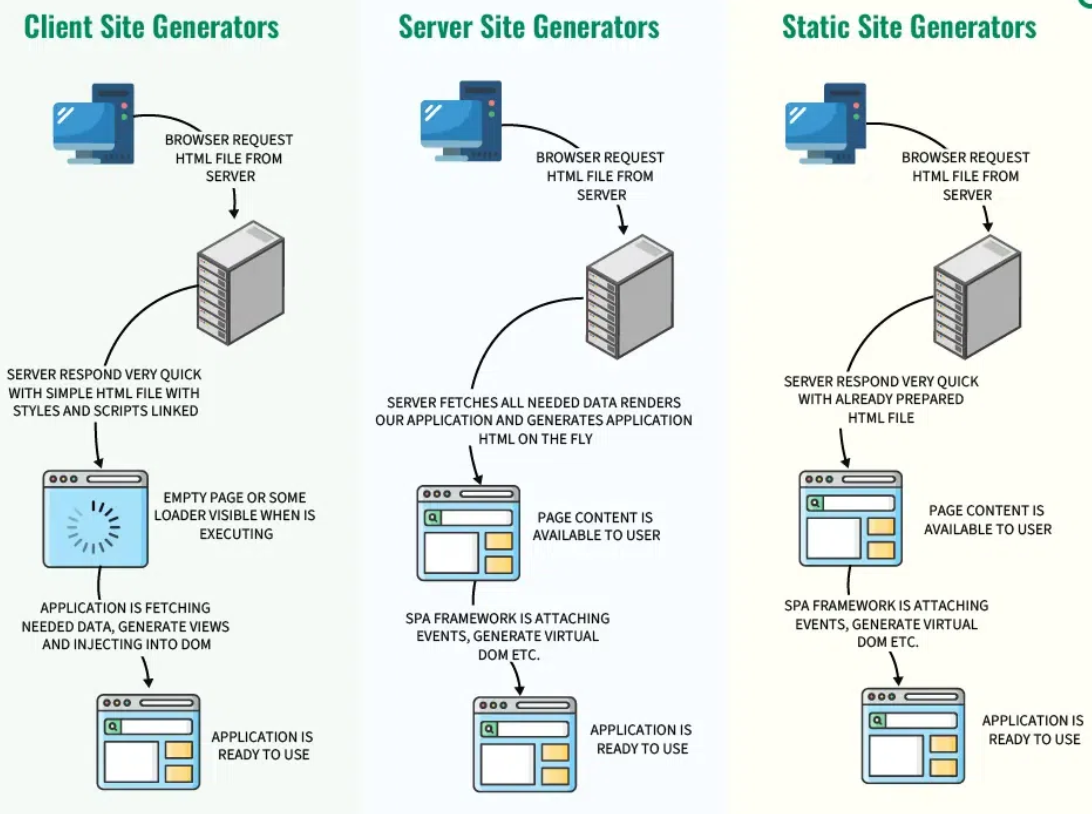 Client Site Generators
BROWSER REQUEST
HTML FILE FROM
SERVER
SERVER RESPOND VERY QUICK
WITH SIMPLE HTML FILE WITH
STYLES AND SCRIPTS LINKED
EMPTY PAGE OR SOME
LOADER VISIBLE WHEN IS
EXECUTING
APPLICATION IS FETCHING
NEEDED DATA, GENERATE VIEWS
AND INJECTING INTO DOM
APPLICATION IS
READY TO USE
Server Site Generators
BROWSER REQUEST
HTML FILE FROM
SERVER
SERVER FETCHES ALL NEEDED DATA RENDERS
OUR APPLICATION AND GENERATES APPLICATION
HTML ON THE FLY
PAGE CONTENT IS
AVAILABLE TO USER
SPA FRAMEWORK IS ATTACHING
EVENTS, GENERATE VIRTUAL
DOM ETC.
APPLICATION IS
READY TO USE
Static Site Generators
BROWSER REQUEST
HTML FILE FROM
SERVER
SERVER RESPOND VERY QUICK
WITH ALREADY PREPARED
HTML FILE
PAGE CONTENT IS
AVAILABLE TO USER
SPA FRAMEWORK IS ATTACHING
EVENTS, GENERATE VIRTUAL
DOM ETC.
APPLICATION IS
READY TO USE